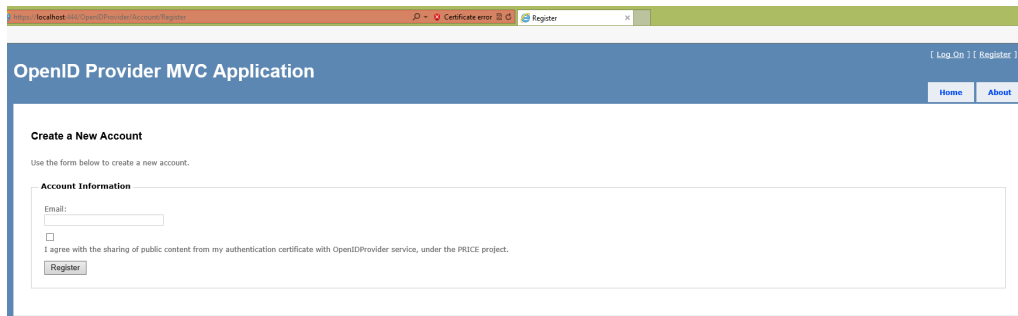 https://localhost:444/OpenIDProvider/Account/Register
Certificate error
Register
[ Log On ] [ Register ]
OpenID Provider MVC Application
Home
About
Create a New Account
Use the form below to create a new account.
Account Information
Email:
I agree with the sharing of public content from my authentication certificate with OpenIDProvider service, under the PRICE project.
Register